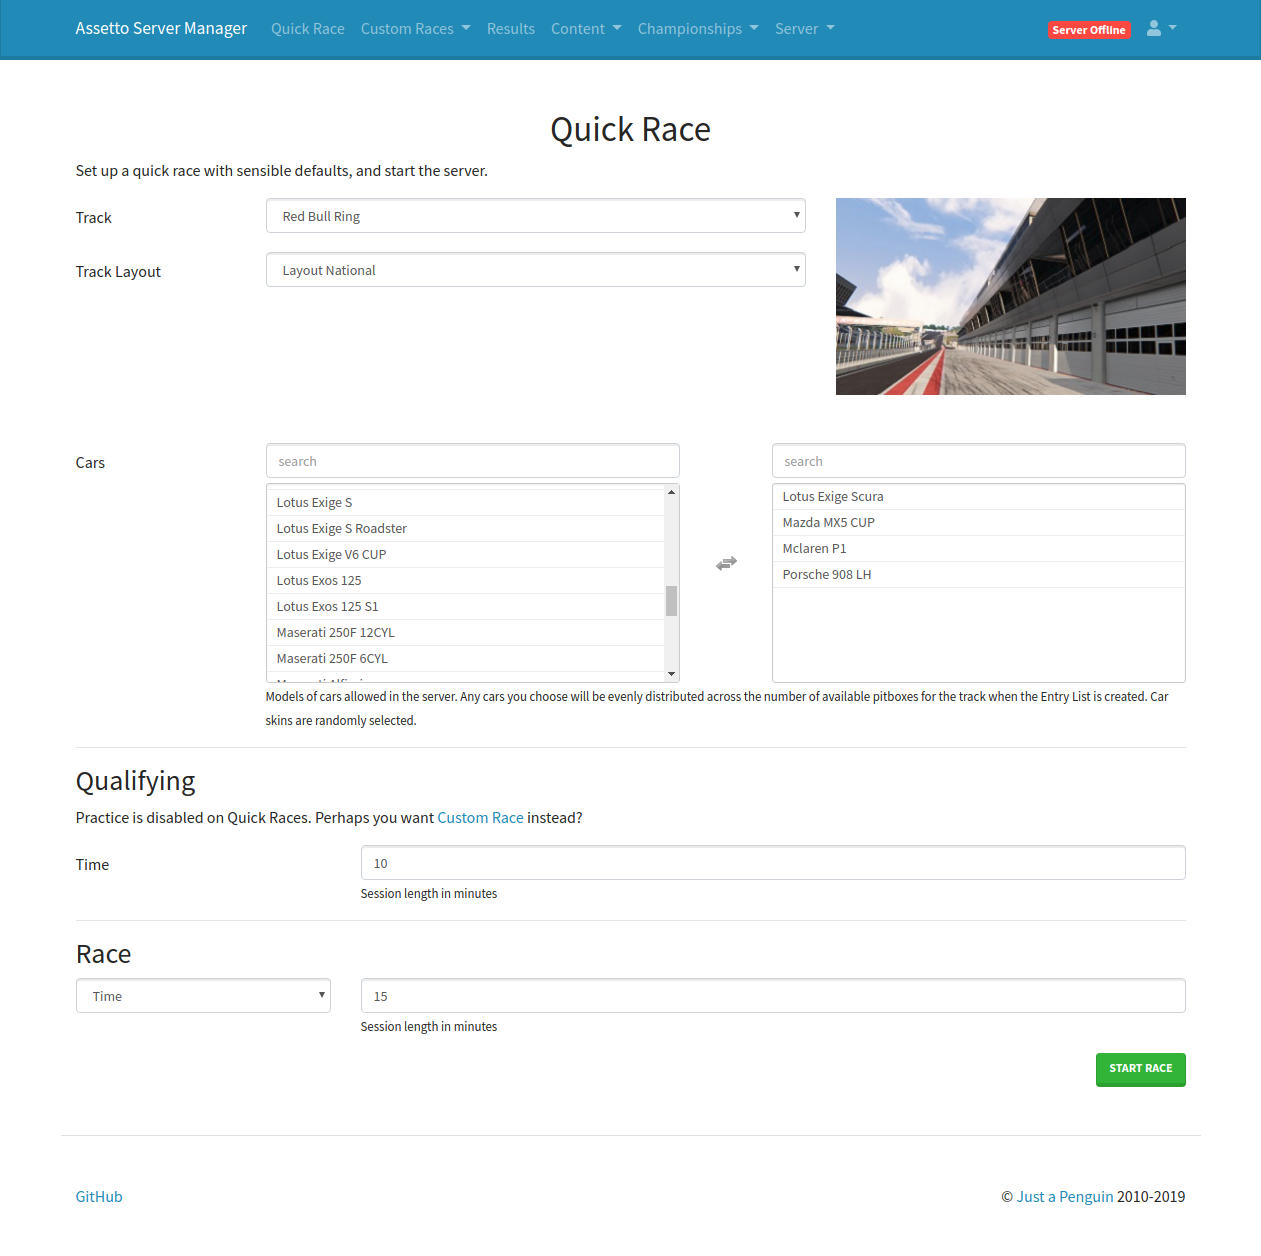 Assetto Server Manager Quick Race Custom Races Results Content Championships Server Server Offline
Quick Race
Set up a quick race with sensible defaults, and start the server.
Track
Red Bull Ring
Track Layout
Layout National
Cars
search
search
Lotus Exige S
Lotus Exige S Roadster
Lotus Exige V6 CUP
Lotus Exos 125
Lotus Exos 125 S1
Maserati 250F 12CYL
Maserati 250F 6CYL
Lotus Exige Scura
Mazda MX5 CUP
Mclaren P1
Porsche 908 LH
Models of cars allowed in the server. Any cars you choose will be evenly distributed across the number of available pitboxes for the track when the Entry List is created. Car
skins are randomly selected.
Qualifying
Practice is disabled on Quick Races. Perhaps you want Custom Race instead?
Time
10
Session length in minutes
Race
Time
15
Session length in minutes
START RACE
GitHub
© Just a Penguin 2010-2019